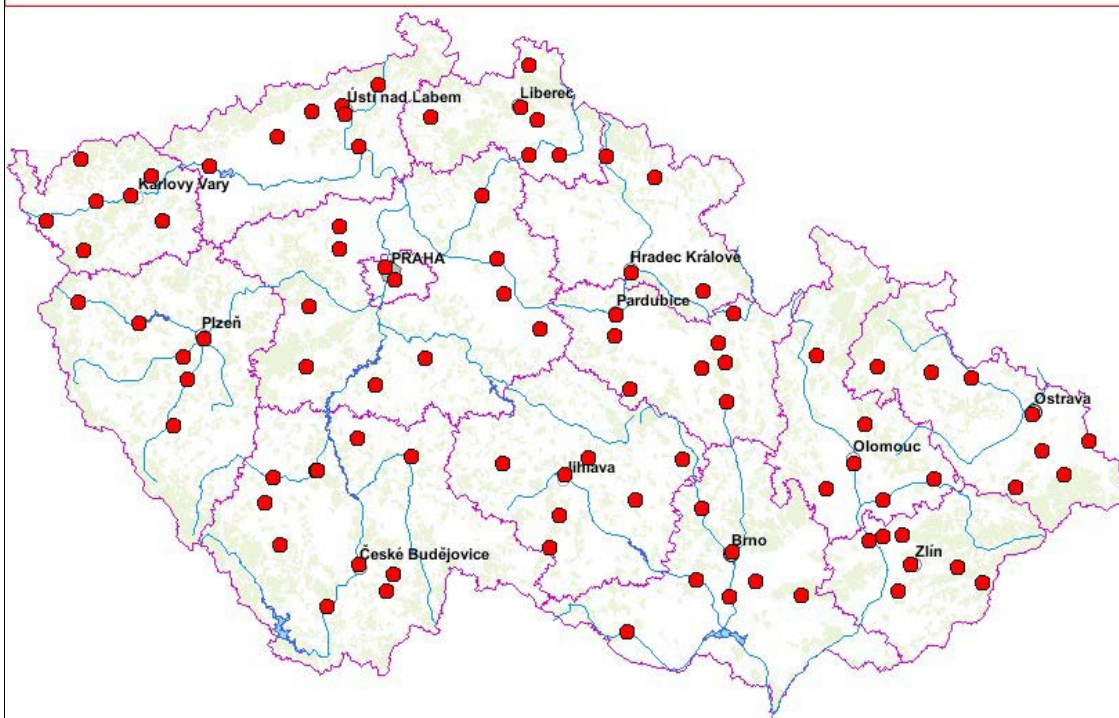 Ústí nad Labem
Liberec
Karlovy Vary
PRAHA
Hradec Králové
Pardubice
Plzeň
Ostrava
Olomouc
Jihlava
Brno
Zlín
České Budějovice